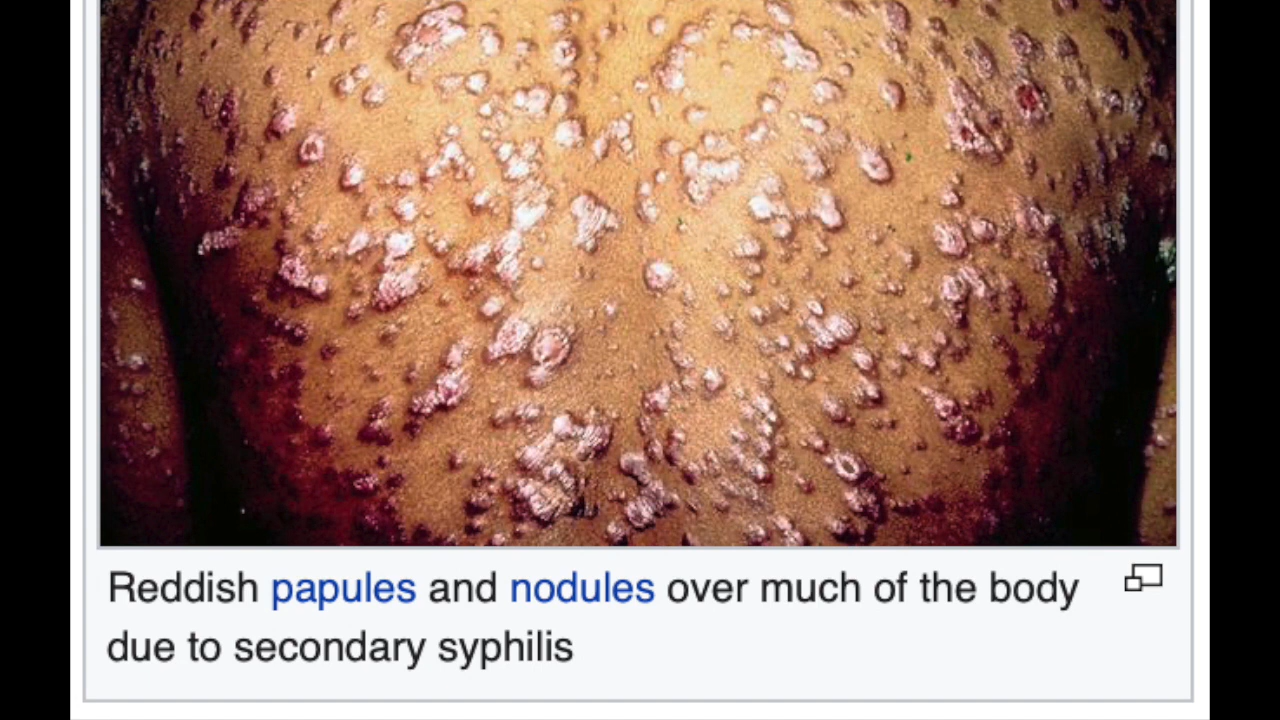 Reddish papules and nodules over much of the body
due to secondary syphilis